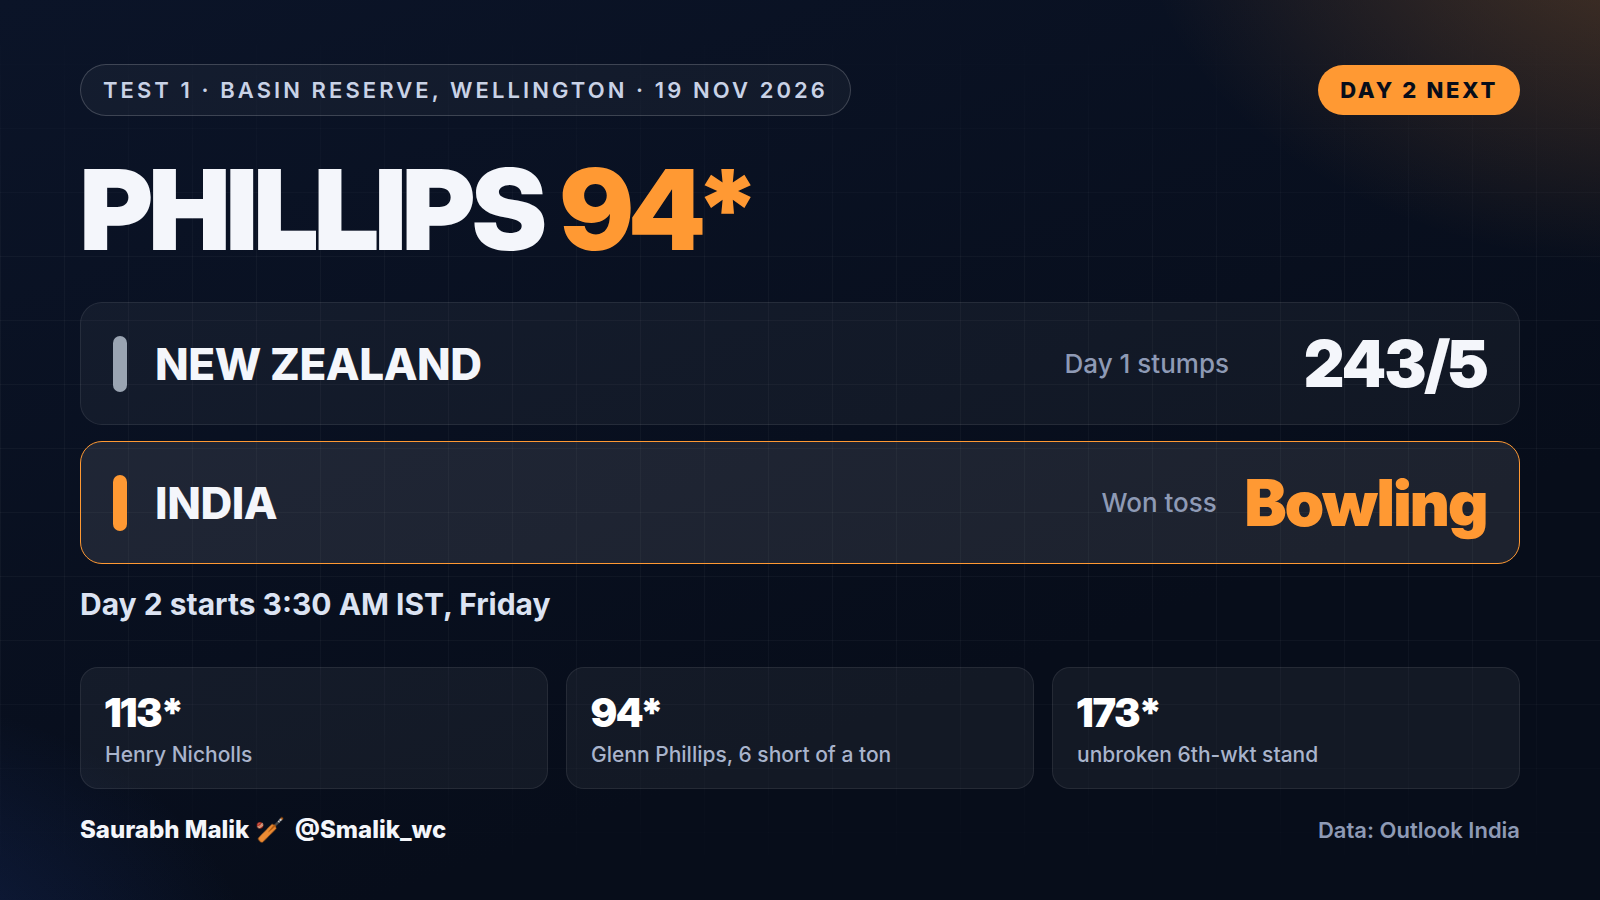 TEST 1 · BASIN RESERVE, WELLINGTON · 19 NOV 2026
DAY 2 NEXT
PHILLIPS 94*
NEW ZEALAND Day 1 stumps 243/5
INDIA Won toss Bowling
Day 2 starts 3:30 AM IST, Friday
113*
Henry Nicholls
94*
Glenn Phillips, 6 short of a ton
173*
unbroken 6th-wkt stand
Saurabh Malik 🏏 @Smalik_wc
Data: Outlook India